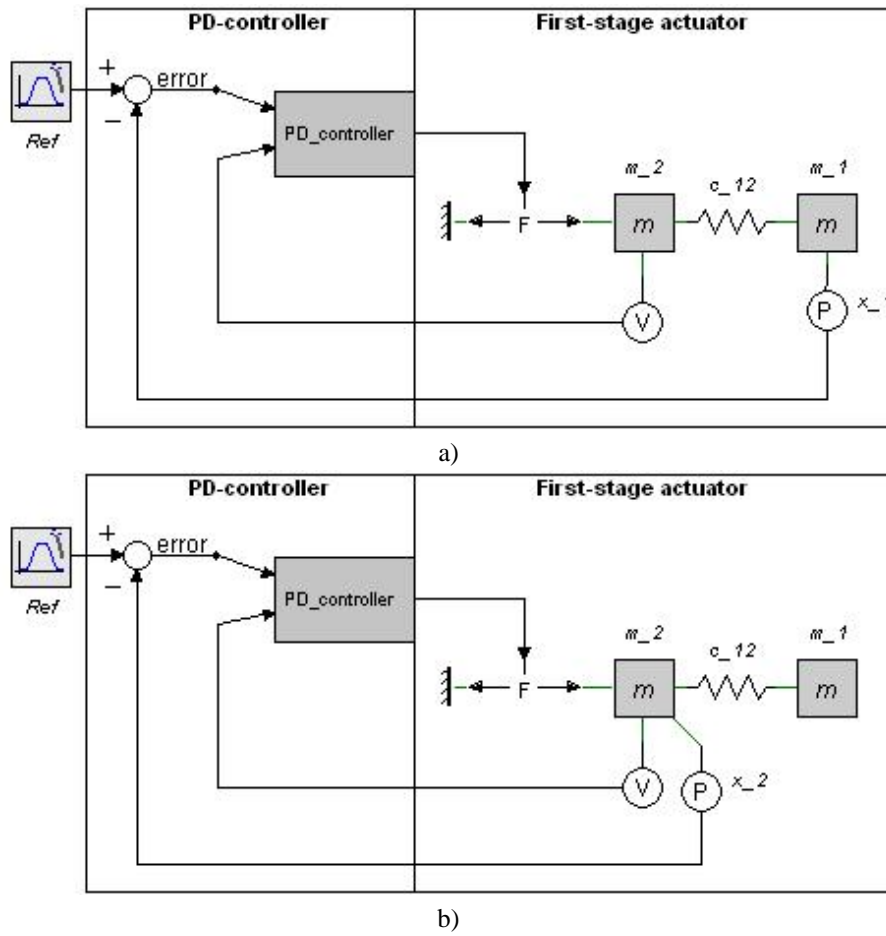 PD-controller First-stage actuator
+ error
Ref
−
PD_controller
m_2 c_12 m_1
F m m
V P
a)
PD-controller First-stage actuator
+ error
Ref
−
PD_controller
m_2 c_12 m_1
F m m
V P x_2
b)